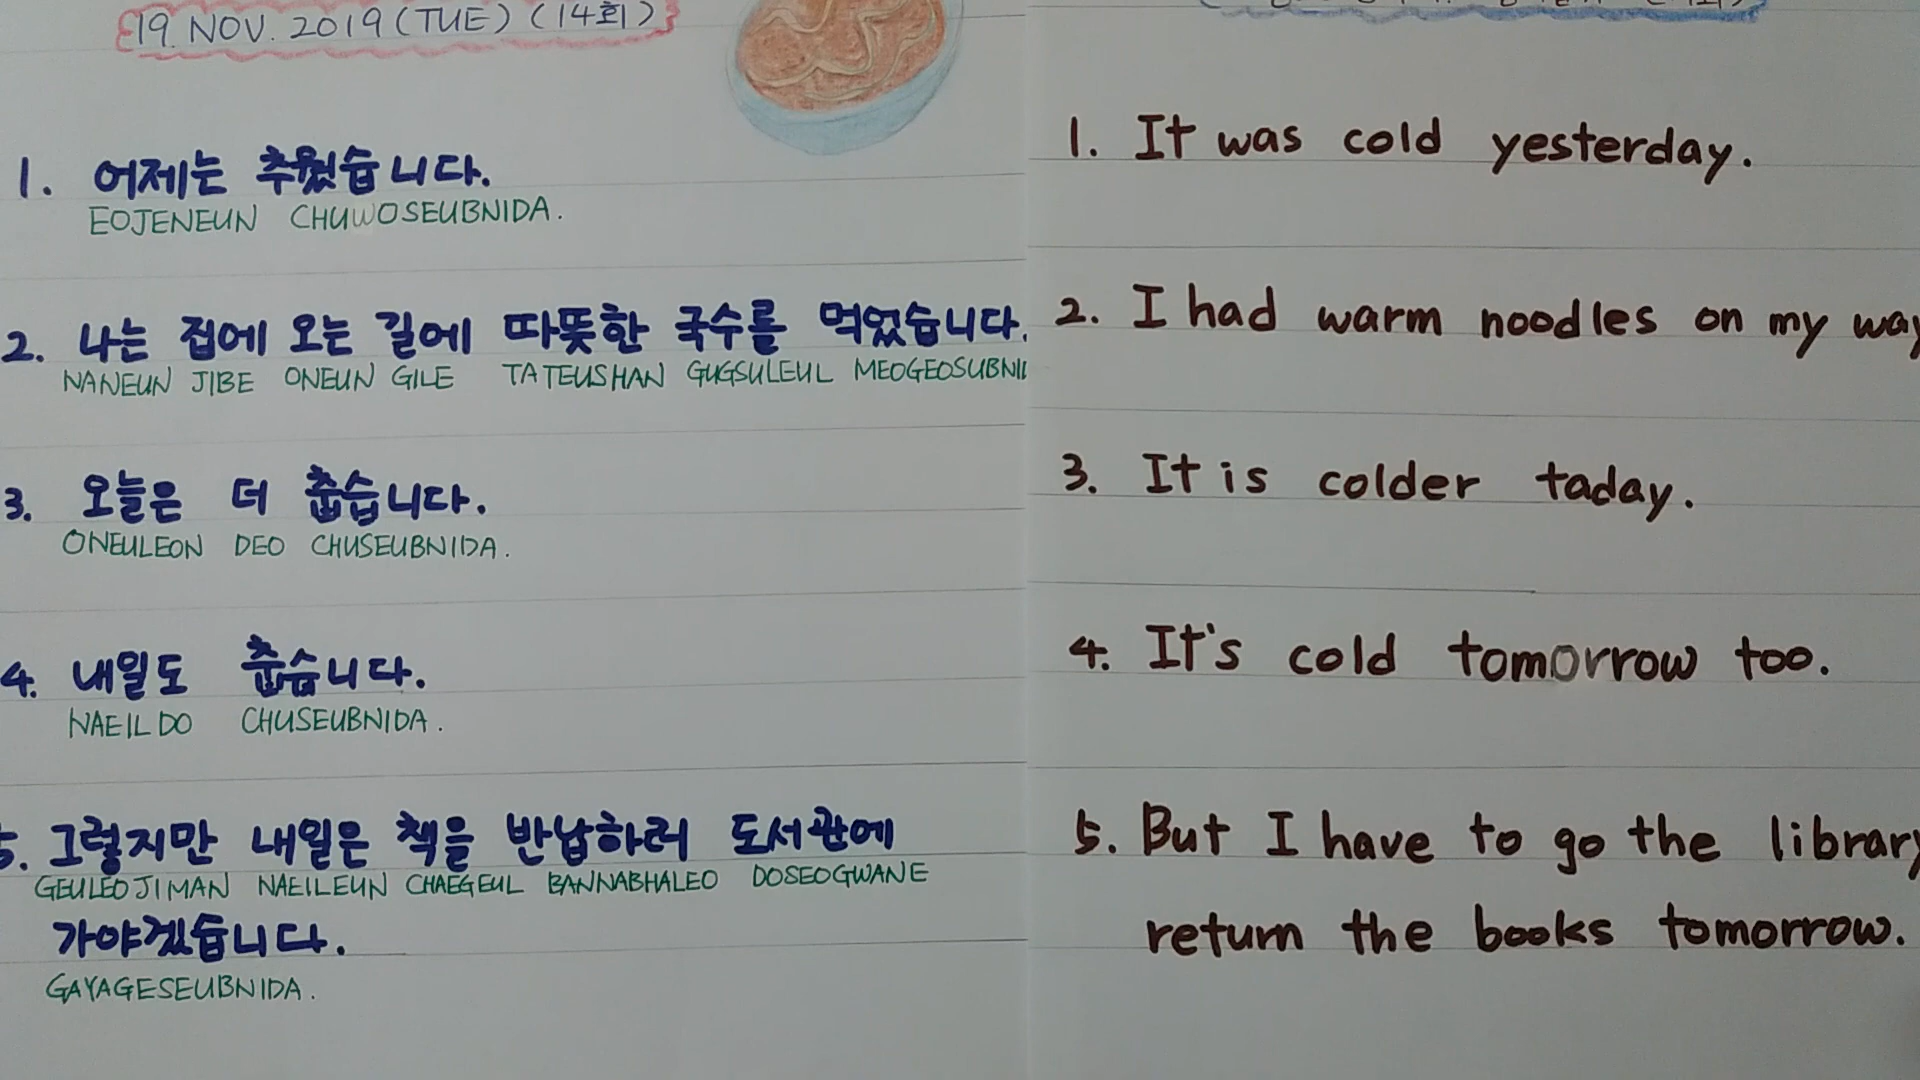 19. NOV. 2019 (TUE) (14회)
1. 어제는 추웠습니다.
EOJENEUN CHUWOSEUBNIDA.
2. 나는 집에 오는 길에 따뜻한 국수를 먹었습니다.
NANEUN JIBE ONEUN GILE TATEUSHAN GUGSULEUL MEOGEOSUBNI
3. 오늘은 더 춥습니다.
ONEULEON DEO CHUSEUBNIDA.
4. 내일도 춥습니다.
NAEILDO CHUSEUBNIDA.
5. 그렇지만 내일은 책을 반납하러 도서관에
GEULEOJIMAN NAEILEUN CHAEGEUL BANNABHALEO DOSEOGWANE
가야겠습니다.
GAYAGESEUBNIDA.
1. It was cold yesterday.
2. I had warm noodles on my way
3. It is colder taday.
4. It's cold tomorrow too.
5. But I have to go the library
return the books tomorrow.